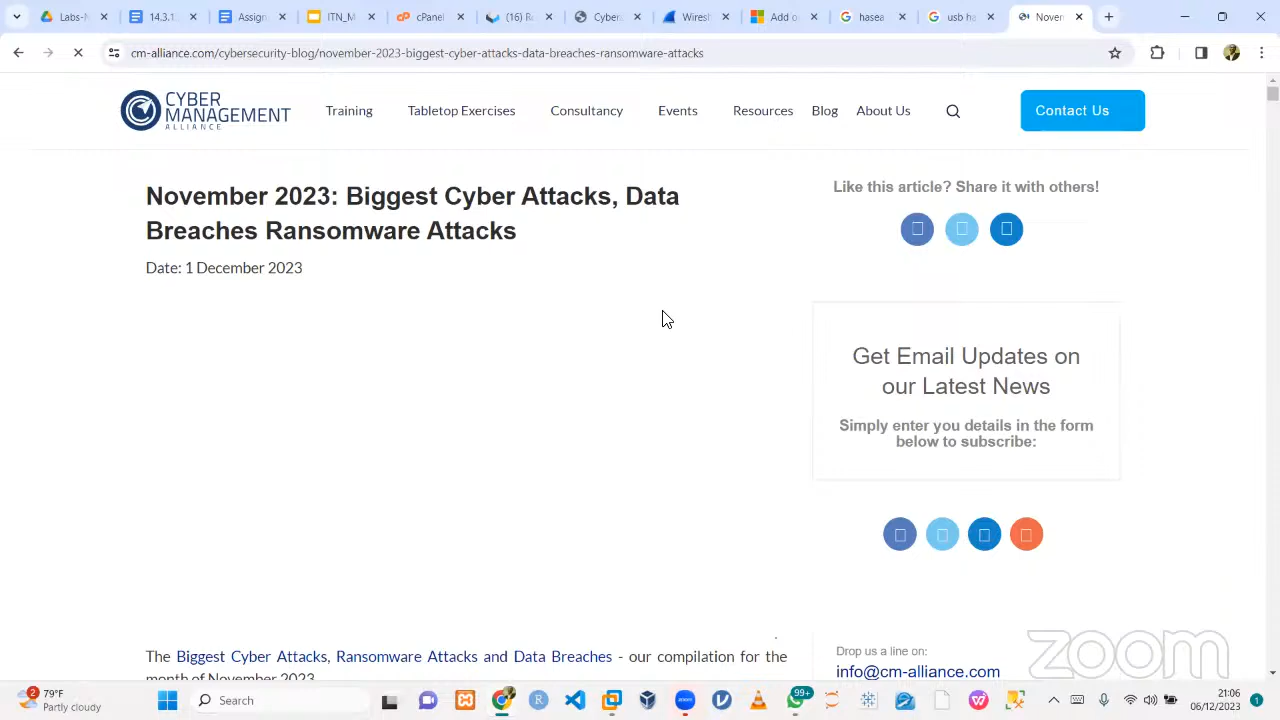 Labs-
14.3.1
Assign
ITN_M
cPanel
(16) R
Cyber
Wiresh
Add o
hasea
usb h
Nover
cm-alliance.com/cybersecurity-blog/november-2023-biggest-cyber-attacks-data-breaches-ransomware-attacks
CYBER
MANAGEMENT
ALLIANCE
Training
Tabletop Exercises
Consultancy
Events
Resources
Blog
About Us
Contact Us
November 2023: Biggest Cyber Attacks, Data
Breaches Ransomware Attacks
Date: 1 December 2023
Like this article? Share it with others!
Get Email Updates on
our Latest News
Simply enter you details in the form
below to subscribe:
The Biggest Cyber Attacks, Ransomware Attacks and Data Breaches - our compilation for the
month of November 2023
Drop us a line on:
info@cm-alliance.com
zoom
2
79°F
Partly cloudy
Search
zoom
99+
21:06
06/12/2023
1